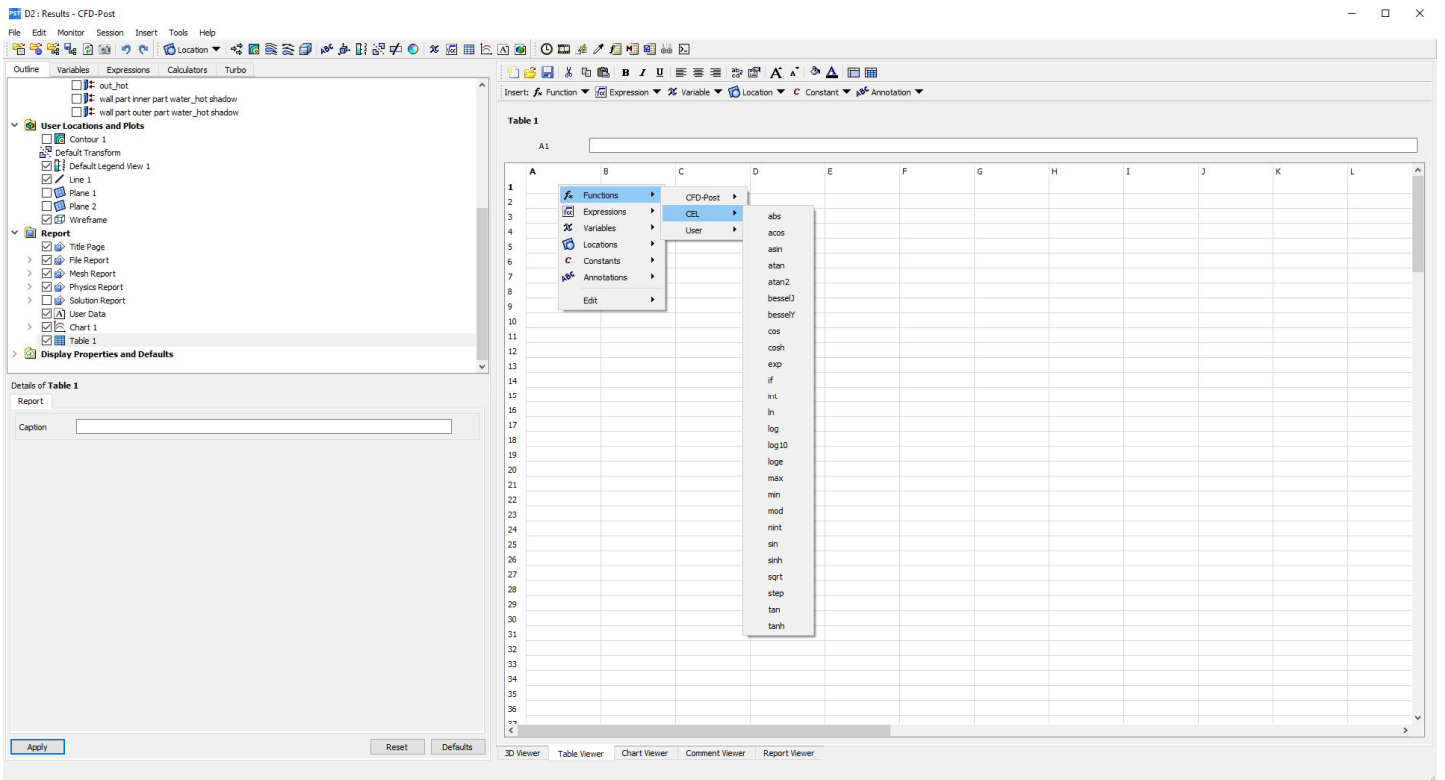 D2 : Results - CFD-Post
File Edit Monitor Session Insert Tools Help
Location
Outline Variables Expressions Calculators Turbo
out_hot
wall part inner part water_hot shadow
wall part outer part water_hot shadow
User Locations and Plots
Contour 1
Default Transform
Default Legend View 1
Line 1
Plane 1
Plane 2
Wireframe
Report
Title Page
File Report
Mesh Report
Physics Report
Solution Report
User Data
Chart 1
Table 1
Display Properties and Defaults
Details of Table 1
Report
Caption
Apply Reset Defaults
B I U
Insert: Function Expression Variable Location Constant Annotation
Table 1
A1
A B C D E F G H I J K L
1
2
3
4
5
6
7
8
9
10
11
12
13
14
15
16
17
18
19
20
21
22
23
24
25
26
27
28
29
30
31
32
33
34
35
36
37
Functions
Expressions
Variables
Locations
Constants
Annotations
Edit
CFD-Post
CEL
User
abs
acos
asin
atan
atan2
besselJ
besselY
cos
cosh
exp
if
int
ln
log
log10
loge
max
min
mod
nint
sin
sinh
sqrt
step
tan
tanh
3D Viewer Table Viewer Chart Viewer Comment Viewer Report Viewer